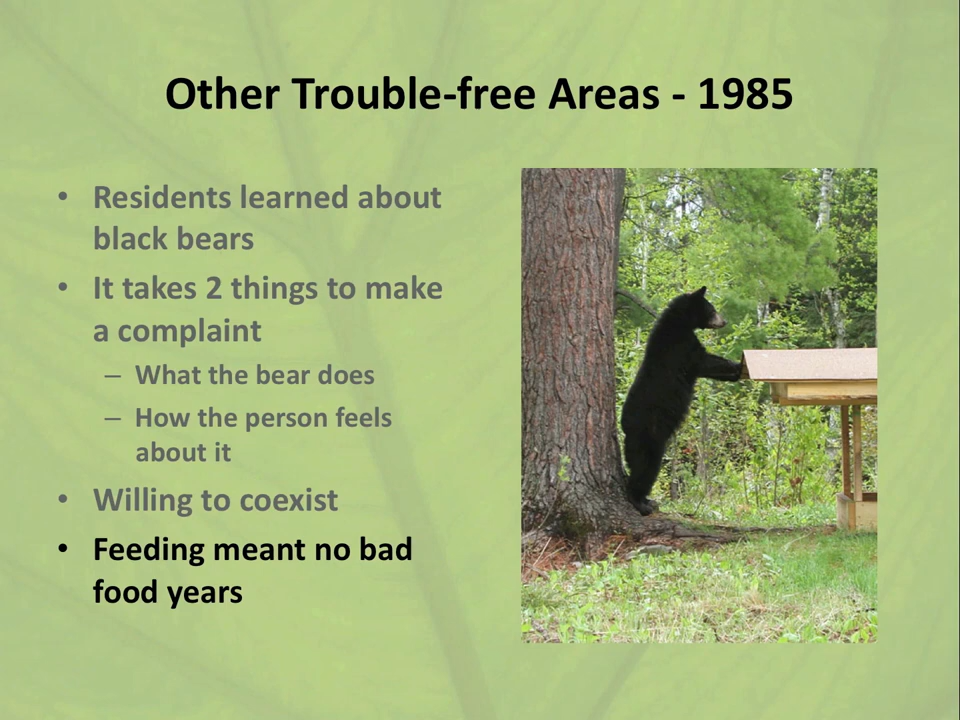 Other Trouble-free Areas - 1985
• Residents learned about
black bears
• It takes 2 things to make
a complaint
– What the bear does
– How the person feels
about it
• Willing to coexist
• Feeding meant no bad
food years